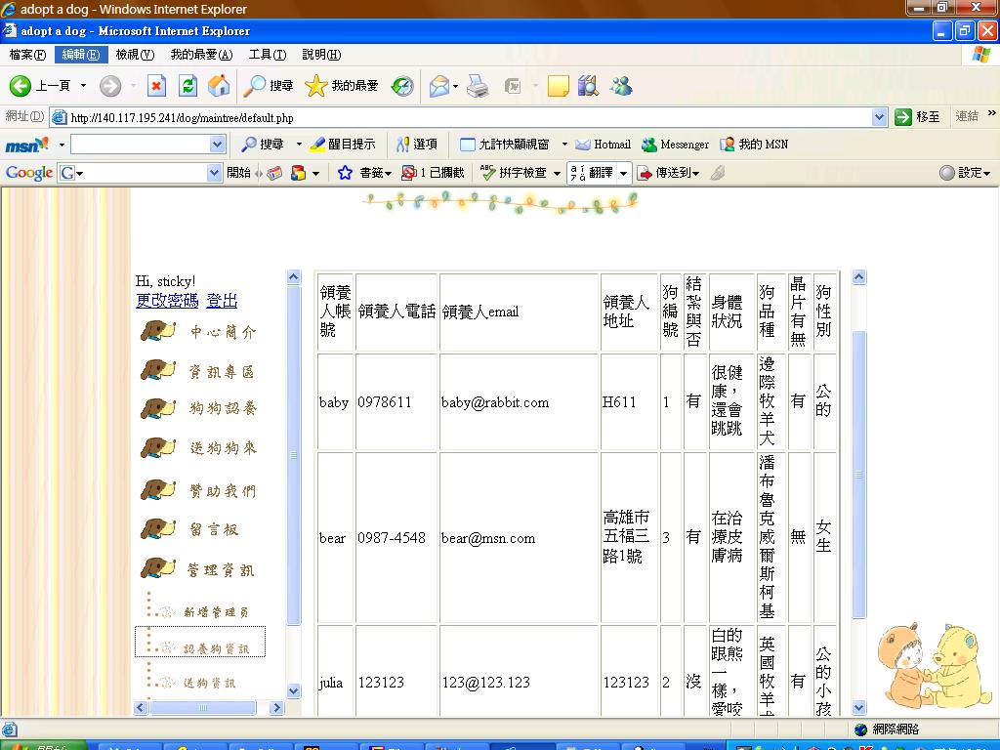 adopt a dog - Windows Internet Explorer
adopt a dog - Microsoft Internet Explorer
檔案(F) 編輯(E) 檢視(V) 我的最愛(A) 工具(T) 說明(H)
上一頁 搜尋 我的最愛
網址(D) http://140.117.195.241/dog/maintree/default.php 移至 連結 »
msn 搜尋 醒目提示 選項 允許快顯視窗 Hotmail Messenger 我的 MSN
Google G 開始 書籤 1 已攔截 ABC 拼字檢查 翻譯 傳送到 設定
Hi, sticky!
更改密碼 登出
中心簡介
資訊專區
狗狗認養
送狗狗來
贊助我們
留言板
管理資訊
新增管理員
認養狗資訊
送狗資訊
領養
人帳
號
領養人電話
領養人email
領養人
地址
狗
編
號
結
紮
與
否
身體
狀況
狗
品
種
晶
片
有
無
狗
性
別
baby
0978611
baby@rabbit.com
H611
1
有
很健
康，
還會
跳跳
邊
際
牧
羊
犬
有
公
的
bear
0987-4548
bear@msn.com
高雄市
五福三
路1號
3
有
在治
療皮
膚病
潘
布
魯
克
威
爾
斯
柯
基
無
女
生
julia
123123
123@123.123
123123
2
沒
白的
跟熊
一
樣，
愛咬
英
國
牧
羊
有
公
的
小
孩
網際網路